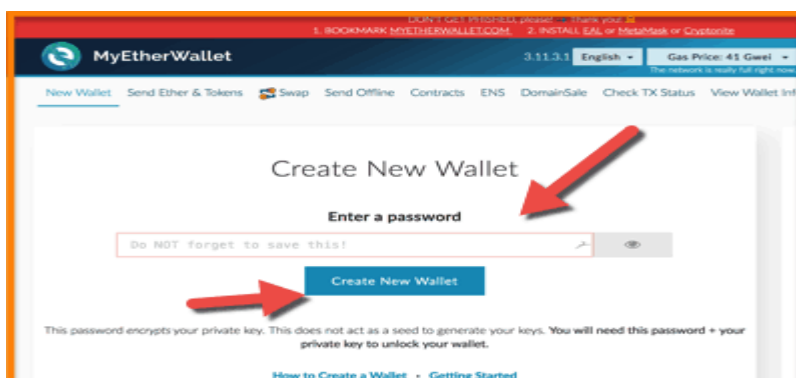 DON'T GET PHISHED, please! Thank you!
1. BOOKMARK MYETHERWALLET.COM 2. INSTALL EAL or MetaMask or Cryptonite
MyEtherWallet 3.11.3.1 English Gas Price: 41 Gwei
The network is really full right now
New Wallet Send Ether & Tokens Swap Send Offline Contracts ENS DomainSale Check TX Status View Wallet Inf
Create New Wallet
Enter a password
Do NOT forget to save this!
Create New Wallet
This password encrypts your private key. This does not act as a seed to generate your keys. You will need this password + your
private key to unlock your wallet.
How to Create a Wallet • Getting Started